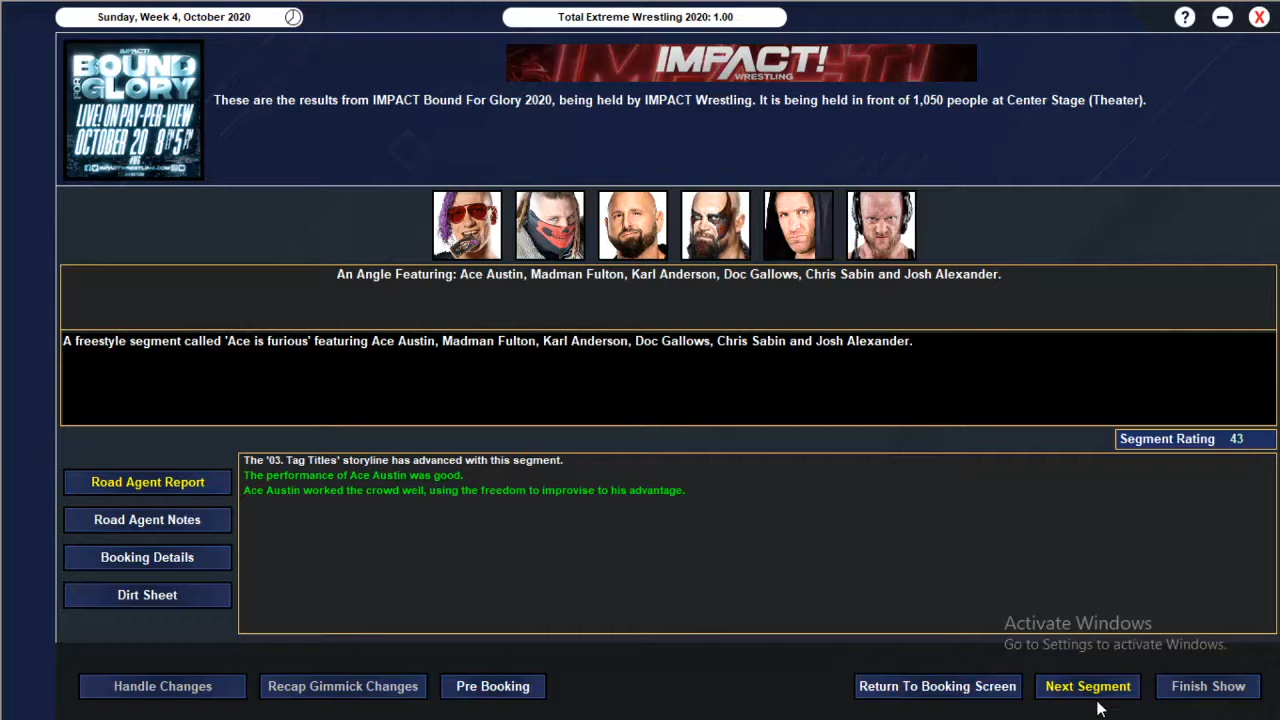 Sunday, Week 4, October 2020
Total Extreme Wrestling 2020: 1.00
?
X
IMPACT!
BOUND
FOR
GLORY
LIVE! ON PAY-PER-VIEW
OCTOBER 20
IMPACT!
WRESTLING
These are the results from IMPACT Bound For Glory 2020, being held by IMPACT Wrestling. It is being held in front of 1,050 people at Center Stage (Theater).
An Angle Featuring: Ace Austin, Madman Fulton, Karl Anderson, Doc Gallows, Chris Sabin and Josh Alexander.
A freestyle segment called 'Ace is furious' featuring Ace Austin, Madman Fulton, Karl Anderson, Doc Gallows, Chris Sabin and Josh Alexander.
Segment Rating 43
The '03. Tag Titles' storyline has advanced with this segment.
The performance of Ace Austin was good.
Ace Austin worked the crowd well, using the freedom to improvise to his advantage.
Road Agent Report
Road Agent Notes
Booking Details
Dirt Sheet
Activate Windows
Go to Settings to activate Windows.
Handle Changes
Recap Gimmick Changes
Pre Booking
Return To Booking Screen
Next Segment
Finish Show